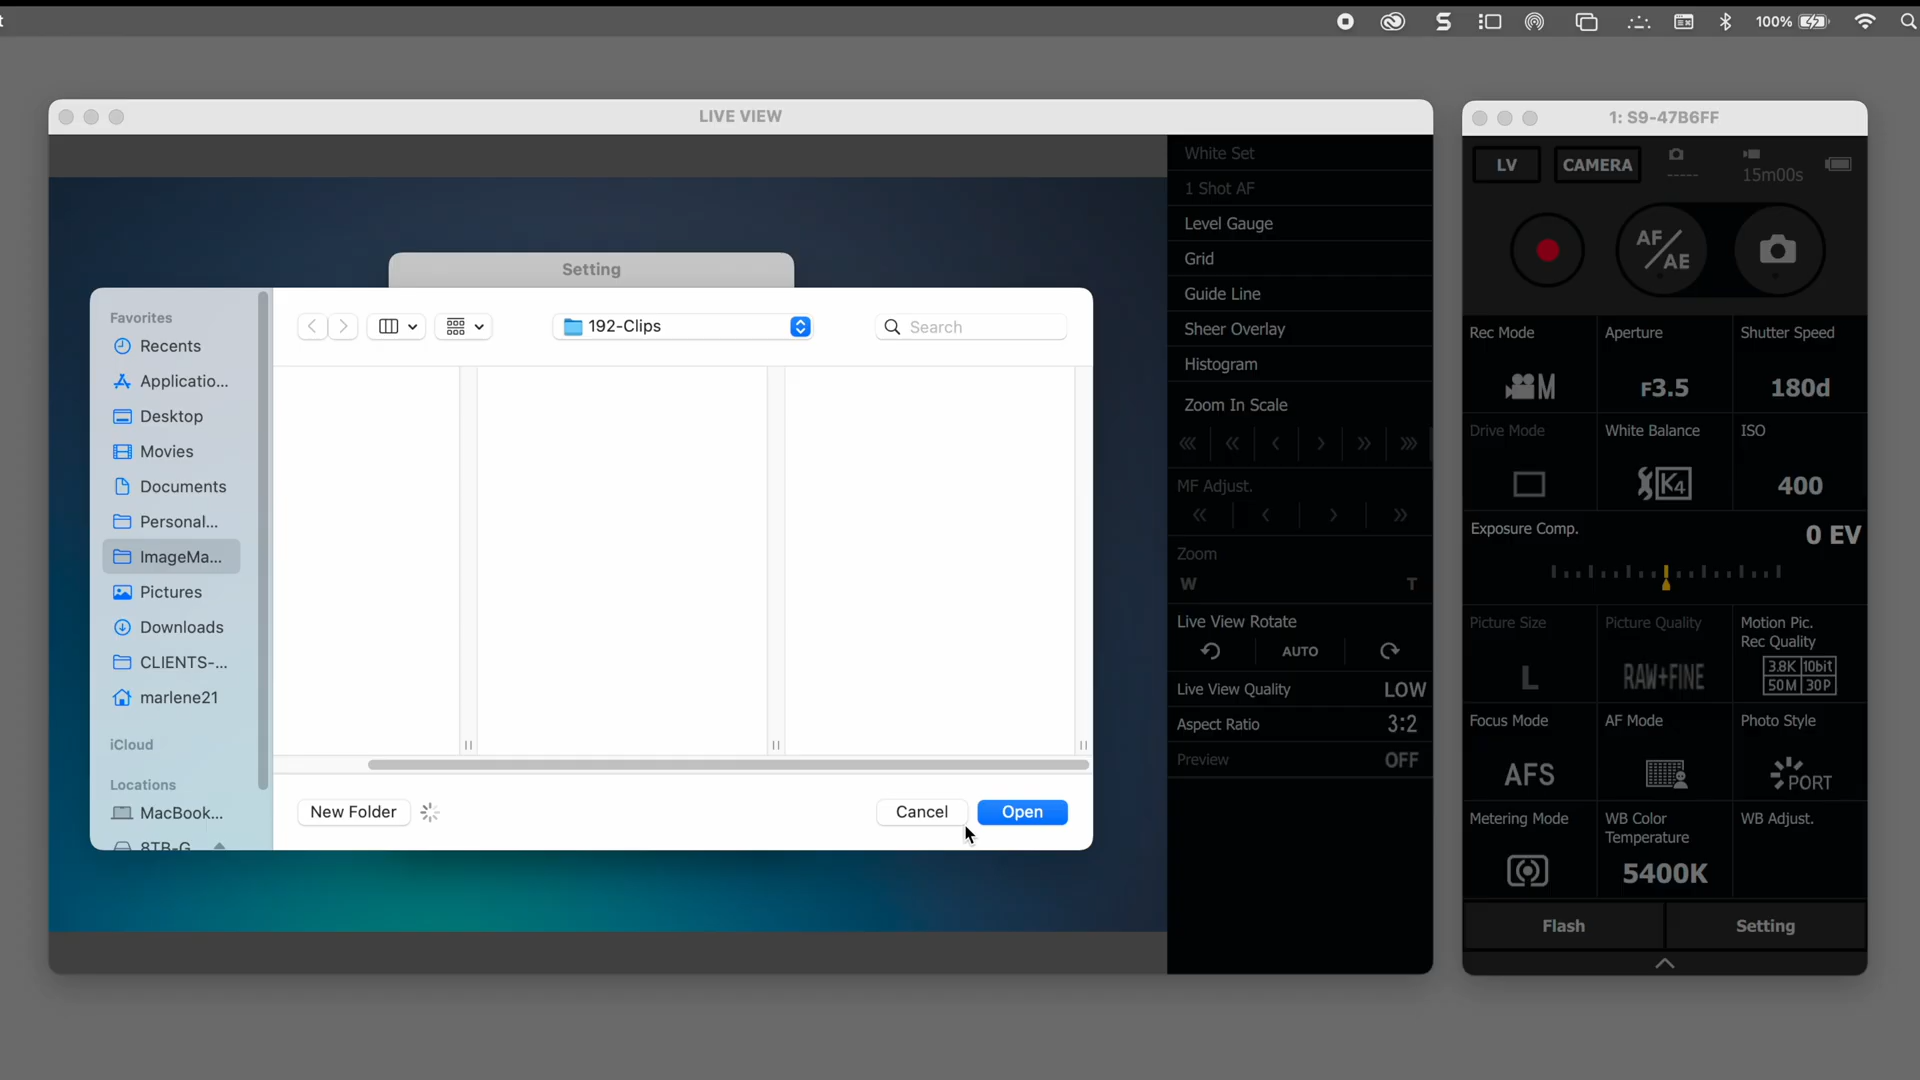 t
100%
LIVE VIEW
Setting
Favorites
Recents
Applicatio...
Desktop
Movies
Documents
Personal...
ImageMa...
Pictures
Downloads
CLIENTS-...
marlene21
iCloud
Locations
MacBook...
8TB-G
192-Clips
Search
New Folder
Cancel
Open
White Set
1 Shot AF
Level Gauge
Grid
Guide Line
Sheer Overlay
Histogram
Zoom In Scale
MF Adjust.
Zoom
W T
Live View Rotate
AUTO
Live View Quality LOW
Aspect Ratio 3:2
Preview OFF
1: S9-47B6FF
LV CAMERA ----- 15m00s
AF/AE
Rec Mode Aperture Shutter Speed
M F3.5 180d
Drive Mode White Balance ISO
K4 400
Exposure Comp. 0 EV
Picture Size Picture Quality Motion Pic.
Rec Quality
L RAW+FINE 3.8K 10bit
50M 30P
Focus Mode AF Mode Photo Style
AFS PORT
Metering Mode WB Color
Temperature WB Adjust.
5400K
Flash Setting